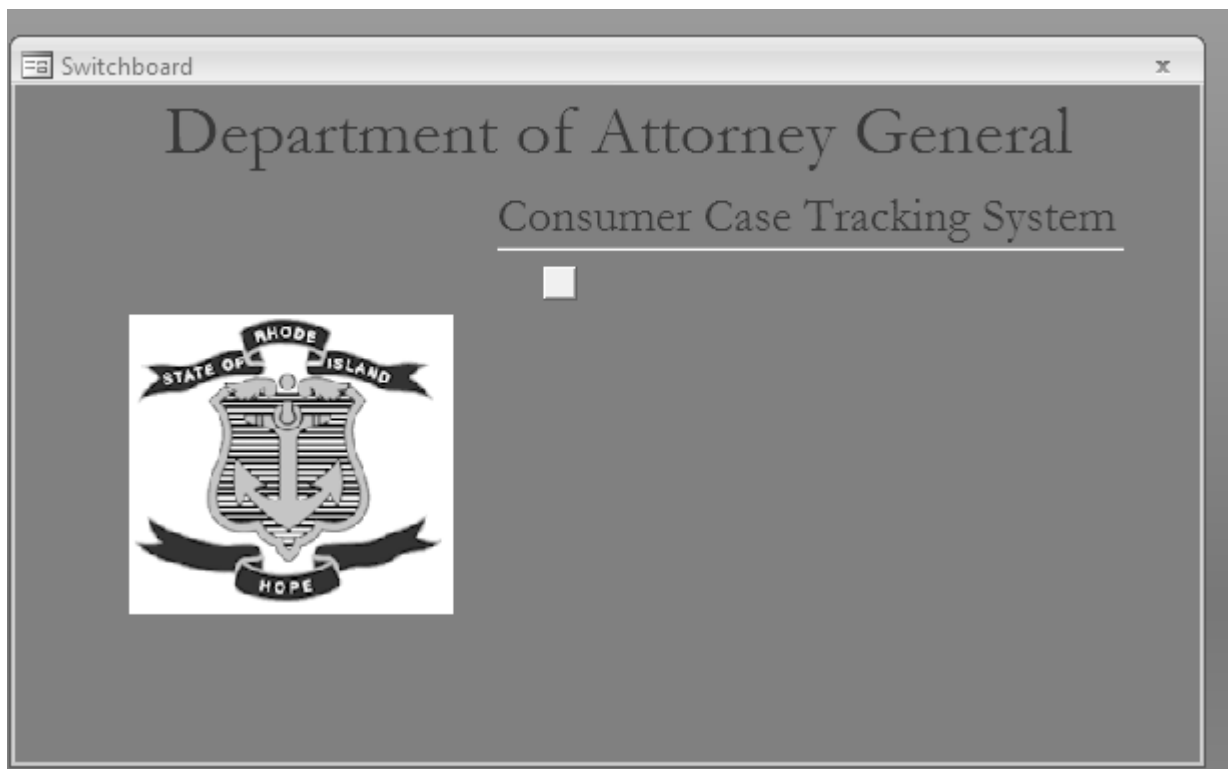 Switchboard
Department of Attorney General
Consumer Case Tracking System
STATE OF RHODE ISLAND
HOPE